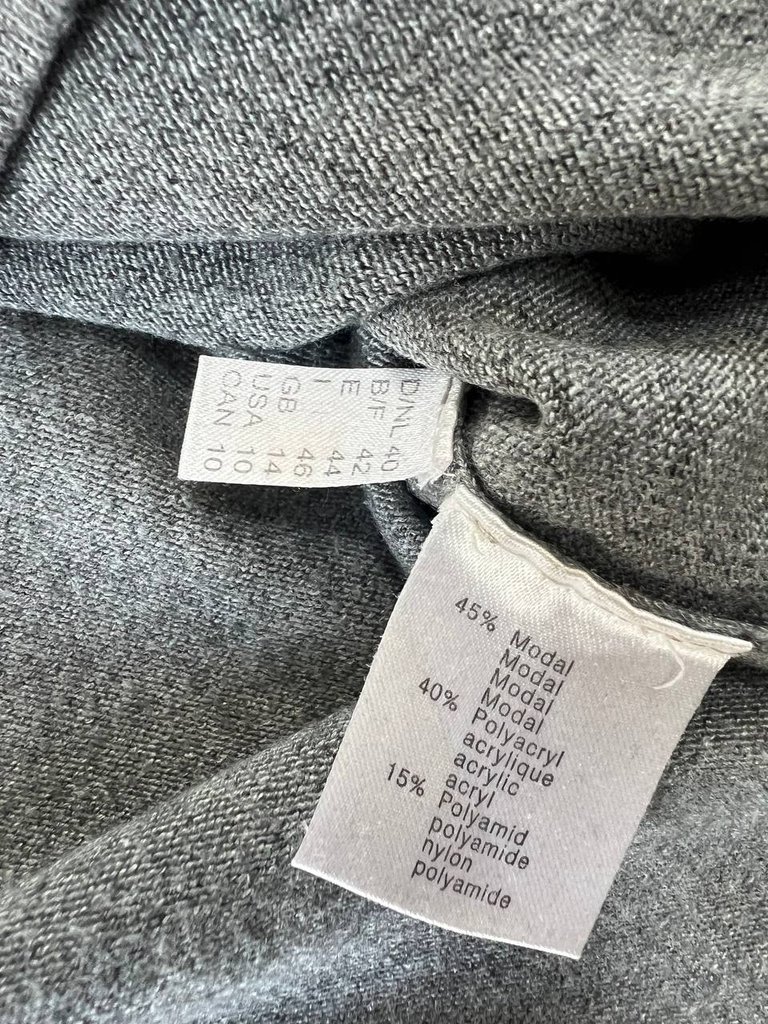 D/NL 40
B/F 42
E 44
I 46
GB 14
USA 10
CAN 10
45% Modal
Modal
Modal
Modal
40% Polyacryl
acrylique
acrylic
acryl
15% Polyamid
polyamide
nylon
polyamide